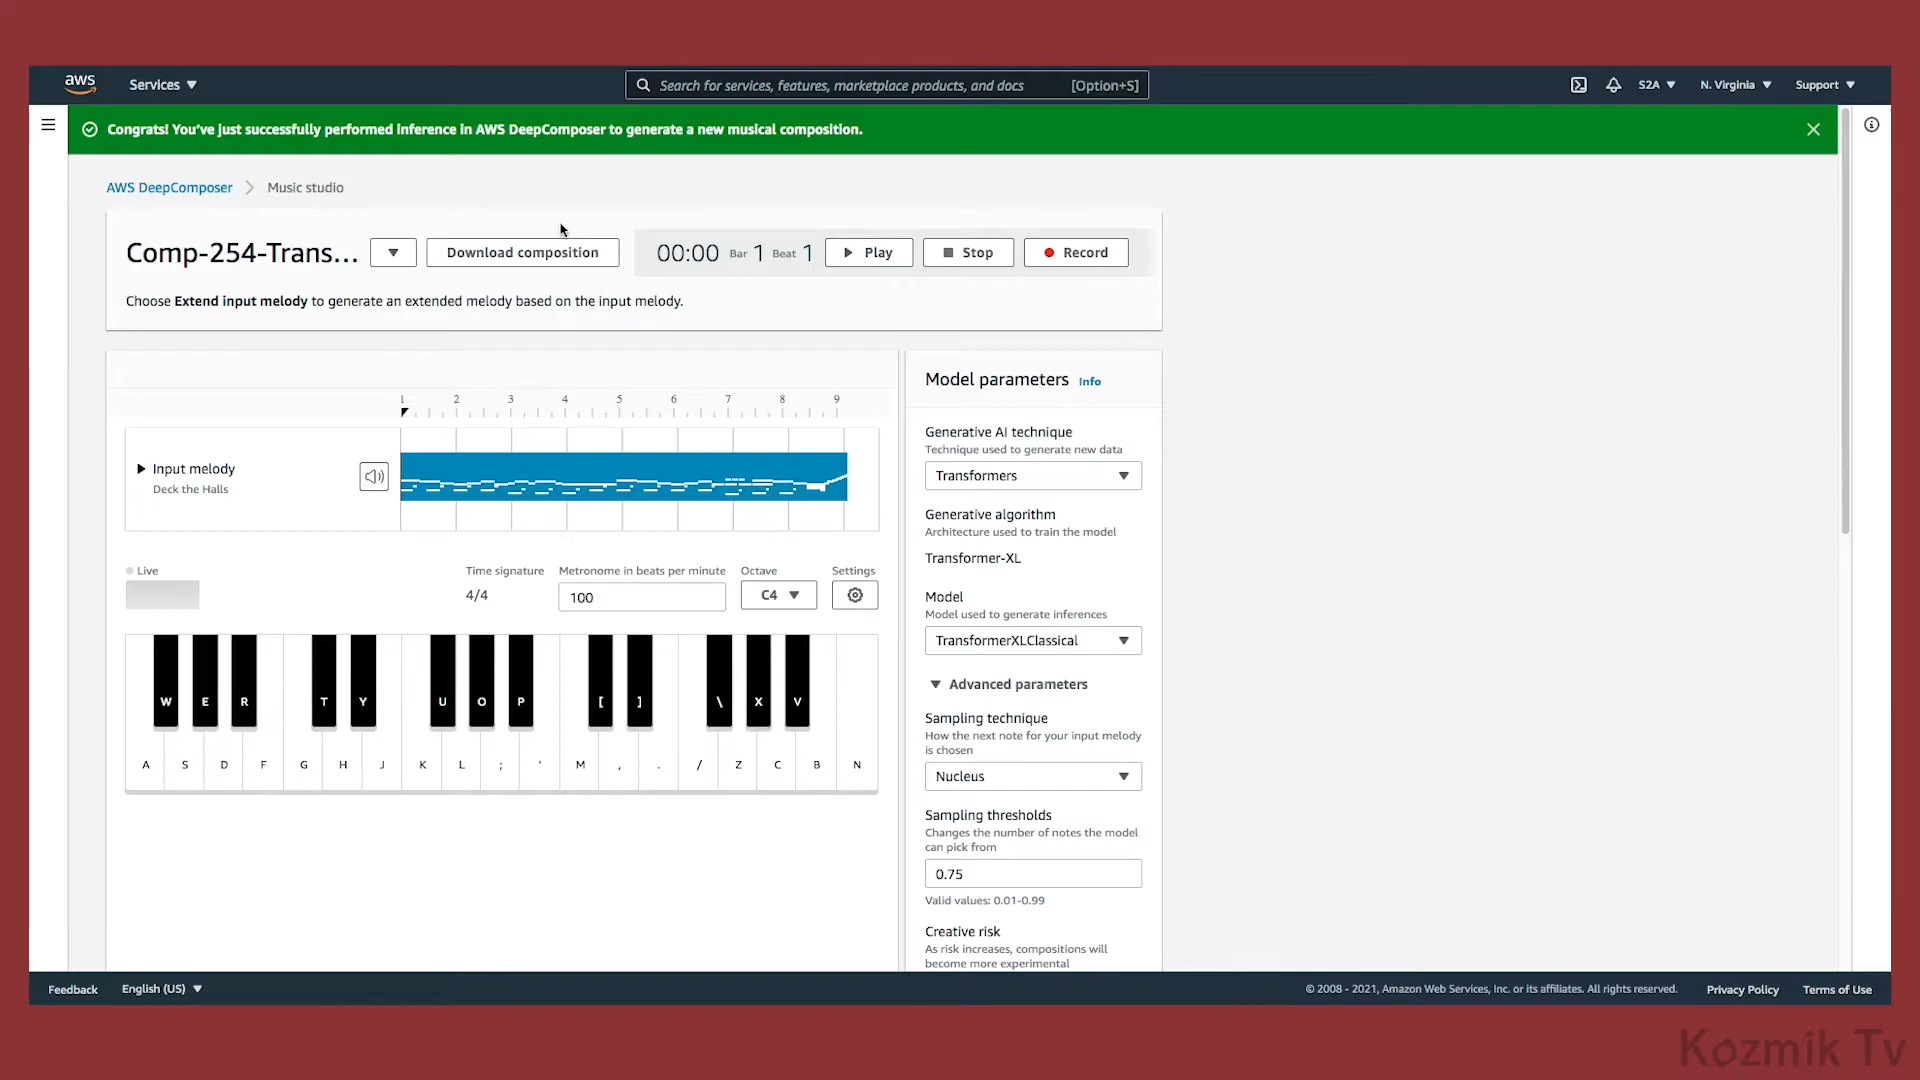 aws Services Search for services, features, marketplace products, and docs [Option+S] S2A N. Virginia Support
Congrats! You've just successfully performed inference in AWS DeepComposer to generate a new musical composition.
AWS DeepComposer Music studio
Comp-254-Trans... Download composition 00:00 Bar 1 Beat 1 Play Stop Record
Choose Extend input melody to generate an extended melody based on the input melody.
1 2 3 4 5 6 7 8 9
Input melody
Deck the Halls
Live
Time signature
4/4
Metronome in beats per minute
100
Octave
C4
Settings
W E R T Y U O P [ ] \ X V
A S D F G H J K L ; ' M , . / Z C B N
Model parameters Info
Generative AI technique
Technique used to generate new data
Transformers
Generative algorithm
Architecture used to train the model
Transformer-XL
Model
Model used to generate inferences
TransformerXLClassical
Advanced parameters
Sampling technique
How the next note for your input melody
is chosen
Nucleus
Sampling thresholds
Changes the number of notes the model
can pick from
0.75
Valid values: 0.01-0.99
Creative risk
As risk increases, compositions will
become more experimental
Feedback English (US) © 2008 - 2021, Amazon Web Services, Inc. or its affiliates. All rights reserved. Privacy Policy Terms of Use
Kozmik Tv